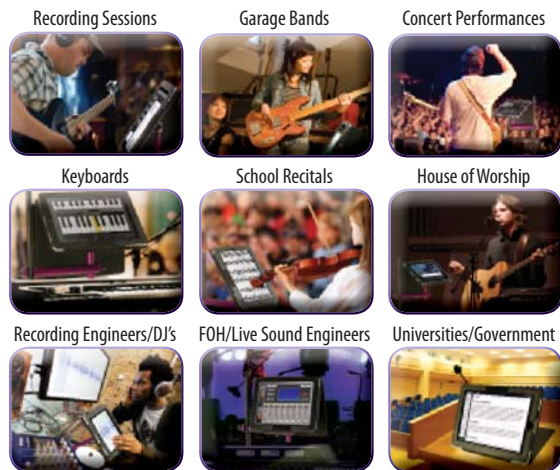 Recording Sessions
Garage Bands
Concert Performances
Keyboards
School Recitals
House of Worship
Recording Engineers/DJ's
FOH/Live Sound Engineers
Universities/Government